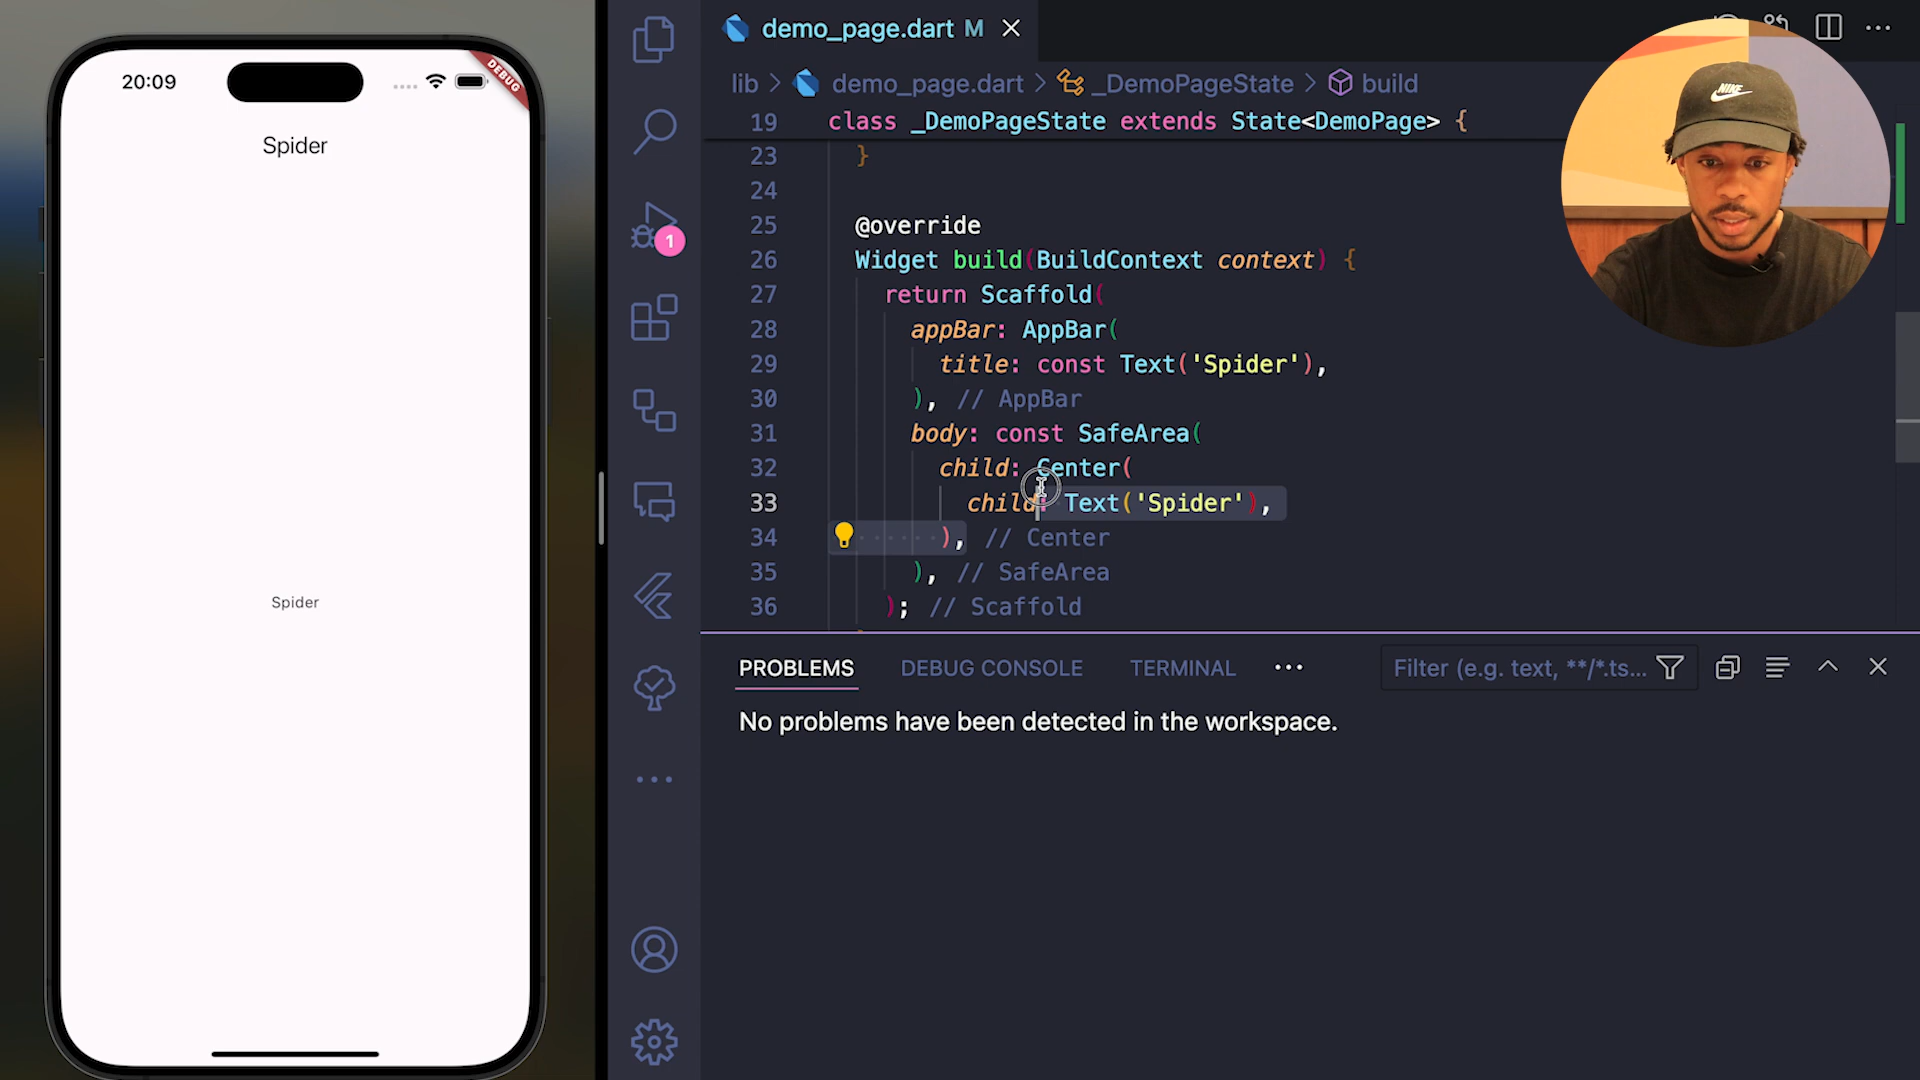 20:09
DEBUG
Spider
Spider
demo_page.dart M
lib > demo_page.dart > _DemoPageState > build
19 class _DemoPageState extends State<DemoPage> {
23 }
24
25 @override
26 Widget build(BuildContext context) {
27 return Scaffold(
28 appBar: AppBar(
29 title: const Text('Spider'),
30 ), // AppBar
31 body: const SafeArea(
32 child: Center(
33 child: Text('Spider'),
34 ), // Center
35 ), // SafeArea
36 ); // Scaffold
1
PROBLEMS DEBUG CONSOLE TERMINAL ...
Filter (e.g. text, **/*.ts...
No problems have been detected in the workspace.
NIKE